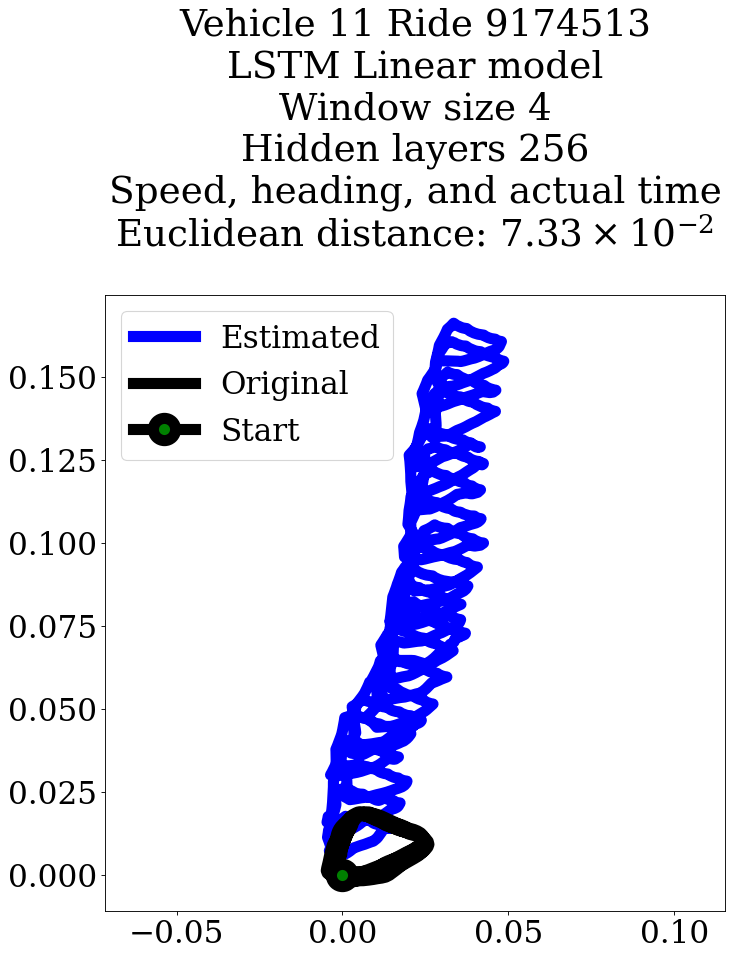 Vehicle 11 Ride 9174513
LSTM Linear model
Window size 4
Hidden layers 256
Speed, heading, and actual time
Euclidean distance: 7.33 × 10⁻²
Estimated
Original
Start
0.150
0.125
0.100
0.075
0.050
0.025
0.000
−0.05 0.00 0.05 0.10